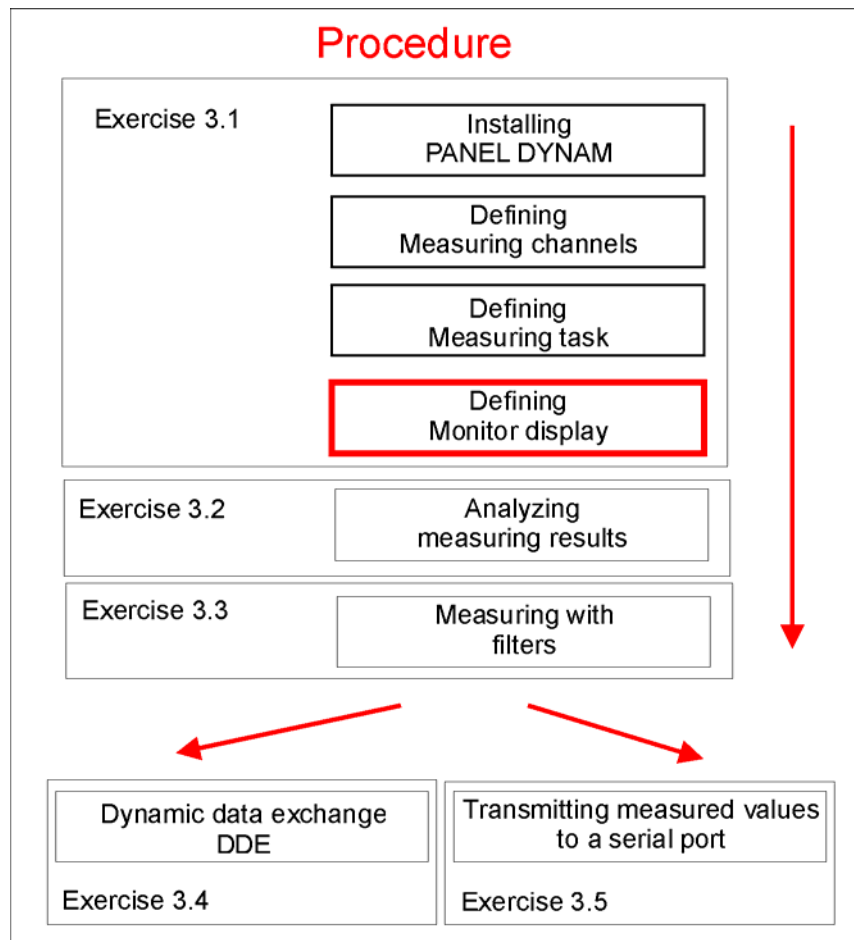 Procedure
Exercise 3.1
Installing
PANEL DYNAM
Defining
Measuring channels
Defining
Measuring task
Defining
Monitor display
Exercise 3.2
Analyzing
measuring results
Exercise 3.3
Measuring with
filters
Dynamic data exchange
DDE
Exercise 3.4
Transmitting measured values
to a serial port
Exercise 3.5